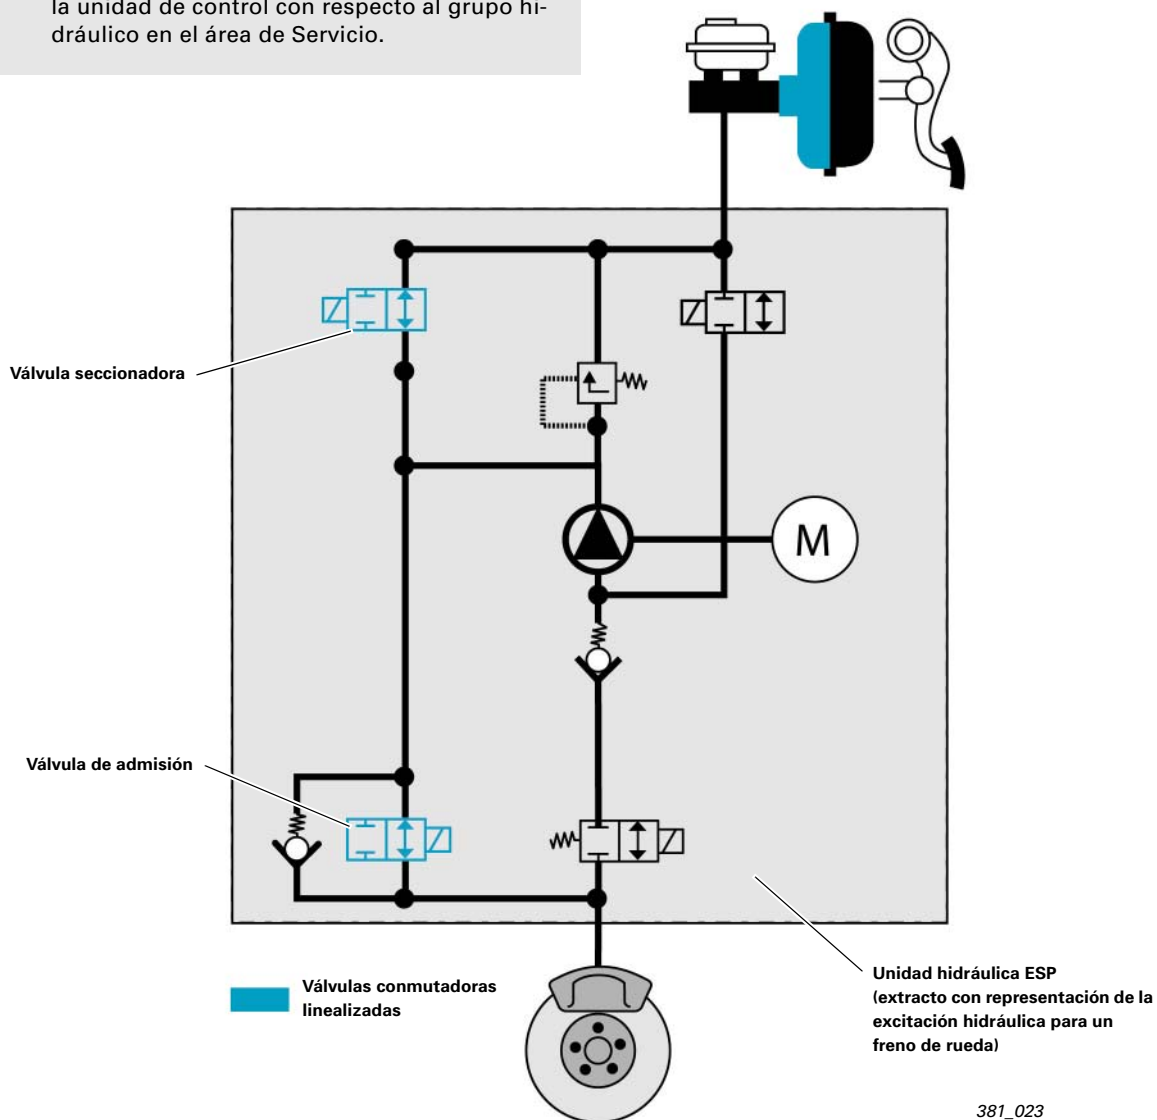 la unidad de control con respecto al grupo hi-
dráulico en el área de Servicio.
Válvula seccionadora
M
Válvula de admisión
Válvulas conmutadoras
linealizadas
Unidad hidráulica ESP
(extracto con representación de la
excitación hidráulica para un
freno de rueda)
381_023